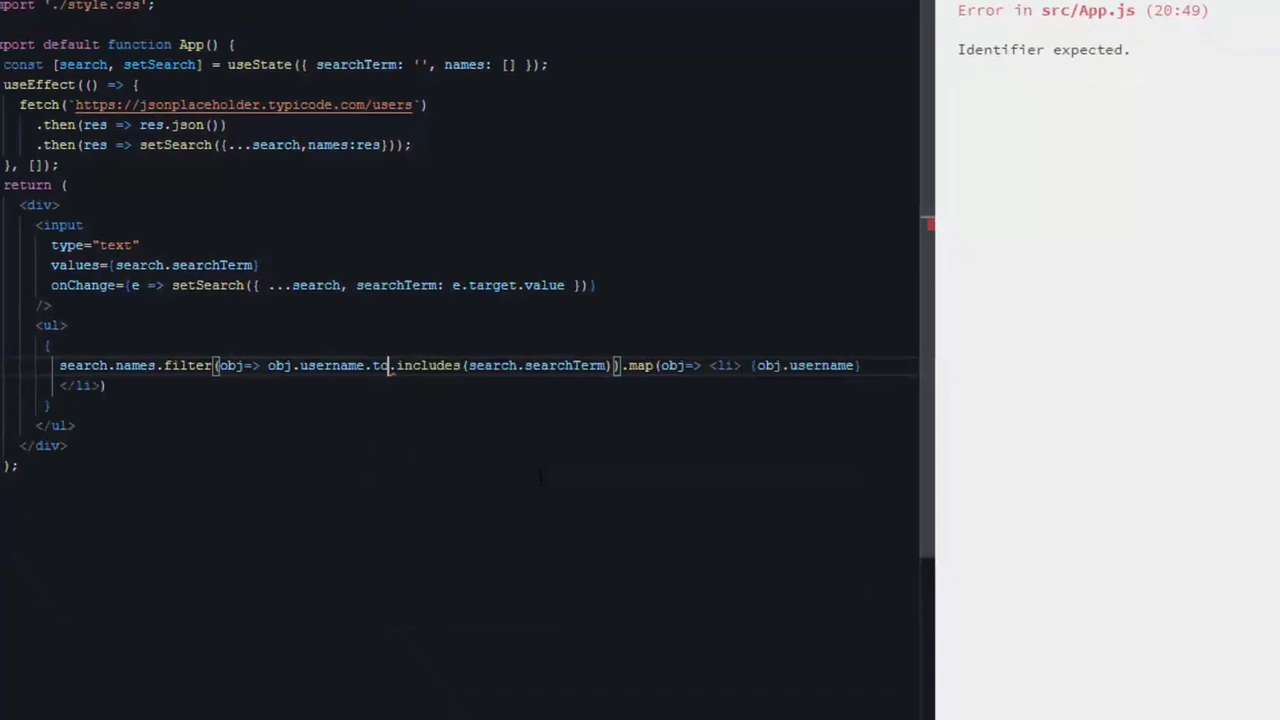 mport './style.css';
xport default function App() {
const [search, setSearch] = useState({ searchTerm: '', names: [] });
useEffect(() => {
fetch(`https://jsonplaceholder.typicode.com/users`)
.then(res => res.json())
.then(res => setSearch({...search,names:res}));
}, []);
return (
<div>
<input
type="text"
values={search.searchTerm}
onChange={e => setSearch({ ...search, searchTerm: e.target.value })}
/>
<ul>
{
search.names.filter(obj=> obj.username.to.includes(search.searchTerm)).map(obj=> <li> {obj.username}
</li>)
}
</ul>
</div>
);
Error in src/App.js (20:49)
Identifier expected.